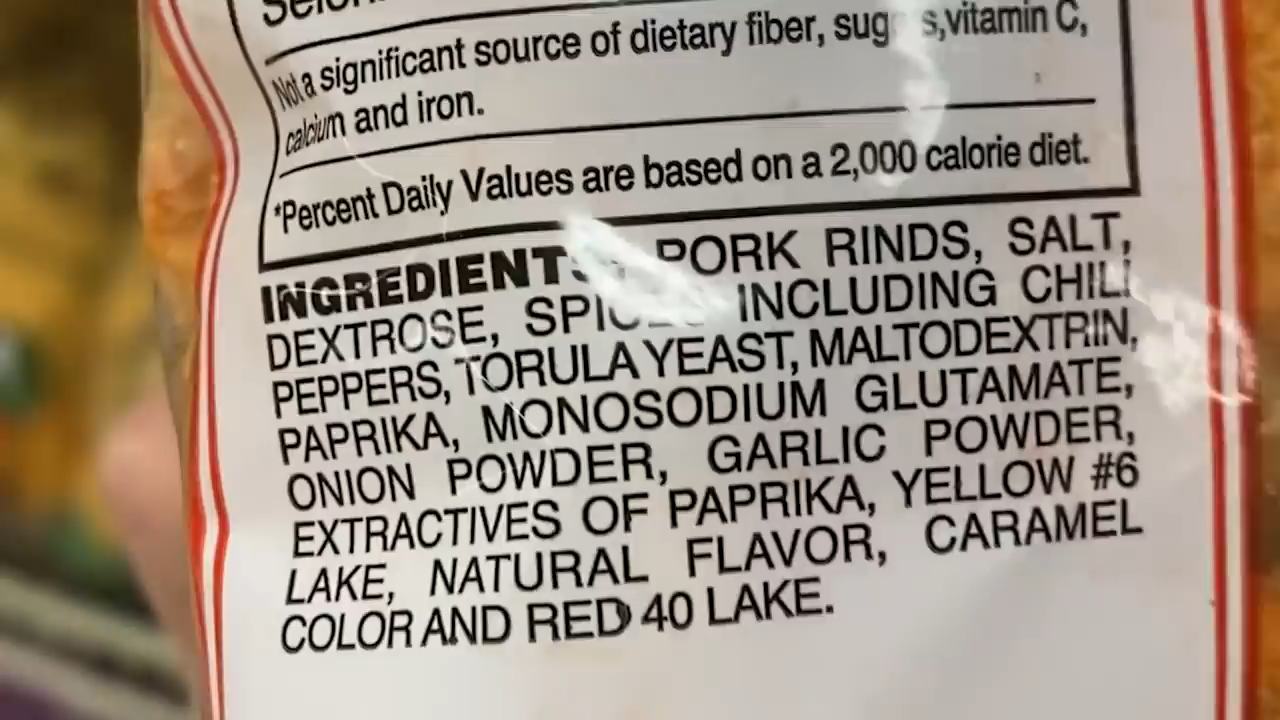 Not a significant source of dietary fiber, sug s,vitamin C,
calcium and iron.
*Percent Daily Values are based on a 2,000 calorie diet.
INGREDIENTS: PORK RINDS, SALT,
DEXTROSE, SPICES INCLUDING CHILI
PEPPERS, TORULA YEAST, MALTODEXTRIN,
PAPRIKA, MONOSODIUM GLUTAMATE,
ONION POWDER, GARLIC POWDER,
EXTRACTIVES OF PAPRIKA, YELLOW #6
LAKE, NATURAL FLAVOR, CARAMEL
COLOR AND RED 40 LAKE.